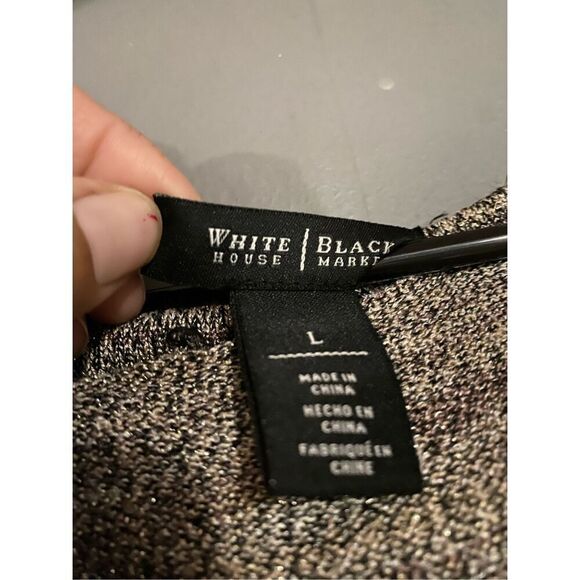 WHITE | BLACK
HOUSE | MARKE
L
MADE IN
CHINA
HECHO EN
CHINA
FABRIQUÉ EN
CHINE